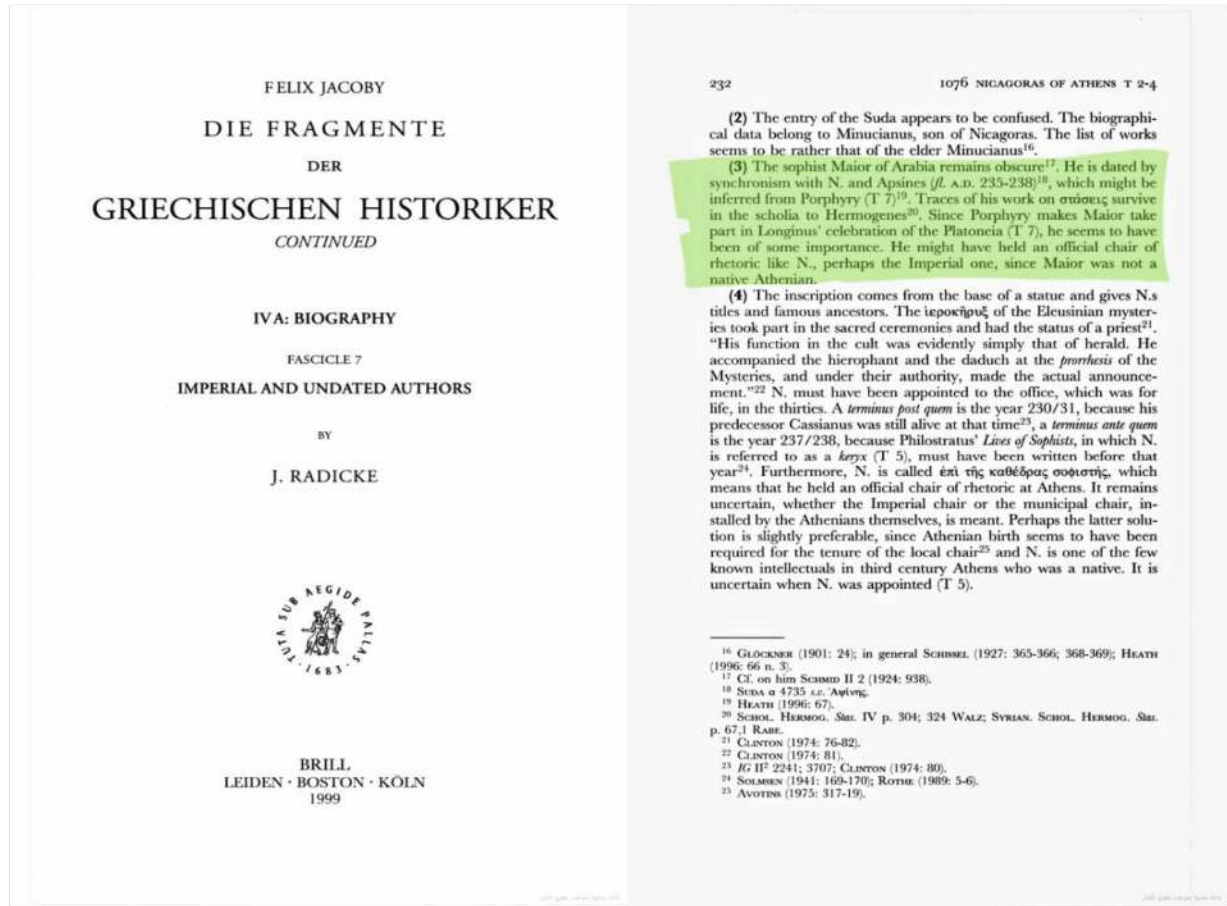 FELIX JACOBY
DIE FRAGMENTE
DER
GRIECHISCHEN HISTORIKER
CONTINUED
IV A: BIOGRAPHY
FASCICLE 7
IMPERIAL AND UNDATED AUTHORS
BY
J. RADICKE
TUTA SUB AEGIDE PALLAS
· 1683 ·
BRILL
LEIDEN · BOSTON · KÖLN
1999
232 1076 NICAGORAS OF ATHENS T 2-4
(2) The entry of the Suda appears to be confused. The biographi-
cal data belong to Minucianus, son of Nicagoras. The list of works
seems to be rather that of the elder Minucianus16.
(3) The sophist Maior of Arabia remains obscure17. He is dated by
synchronism with N. and Apsines (fl. A.D. 235-238)18, which might be
inferred from Porphyry (T 7)19. Traces of his work on στάσεις survive
in the scholia to Hermogenes20. Since Porphyry makes Maior take
part in Longinus' celebration of the Platoneia (T 7), he seems to have
been of some importance. He might have held an official chair of
rhetoric like N., perhaps the Imperial one, since Maior was not a
native Athenian.
(4) The inscription comes from the base of a statue and gives N.s
titles and famous ancestors. The ἱεροκῆρυξ of the Eleusinian myster-
ies took part in the sacred ceremonies and had the status of a priest21.
“His function in the cult was evidently simply that of herald. He
accompanied the hierophant and the daduch at the prorrhesis of the
Mysteries, and under their authority, made the actual announce-
ment.”22 N. must have been appointed to the office, which was for
life, in the thirties. A terminus post quem is the year 230/31, because his
predecessor Cassianus was still alive at that time23, a terminus ante quem
is the year 237/238, because Philostratus' Lives of Sophists, in which N.
is referred to as a keryx (T 5), must have been written before that
year24. Furthermore, N. is called ἐπὶ τῆς καθέδρας σοφιστής, which
means that he held an official chair of rhetoric at Athens. It remains
uncertain, whether the Imperial chair or the municipal chair, in-
stalled by the Athenians themselves, is meant. Perhaps the latter solu-
tion is slightly preferable, since Athenian birth seems to have been
required for the tenure of the local chair25 and N. is one of the few
known intellectuals in third century Athens who was a native. It is
uncertain when N. was appointed (T 5).
16 GLÖCKNER (1901: 24); in general SCHISSEL (1927: 365-366; 368-369); HEATH
(1996: 66 n. 3).
17 Cf. on him SCHMID II 2 (1924: 938).
18 SUDA α 4735 s.v. Ἀψίνης.
19 HEATH (1996: 67).
20 SCHOL. HERMOG. Stas. IV p. 304; 324 WALZ; SYRIAN. SCHOL. HERMOG. Stas.
p. 67,1 RABE.
21 CLINTON (1974: 76-82).
22 CLINTON (1974: 81).
23 IG II2 2241; 3707; CLINTON (1974: 80).
24 SOLMSEN (1941: 169-170); ROTHE (1989: 5-6).
25 AVOTINS (1975: 317-19).